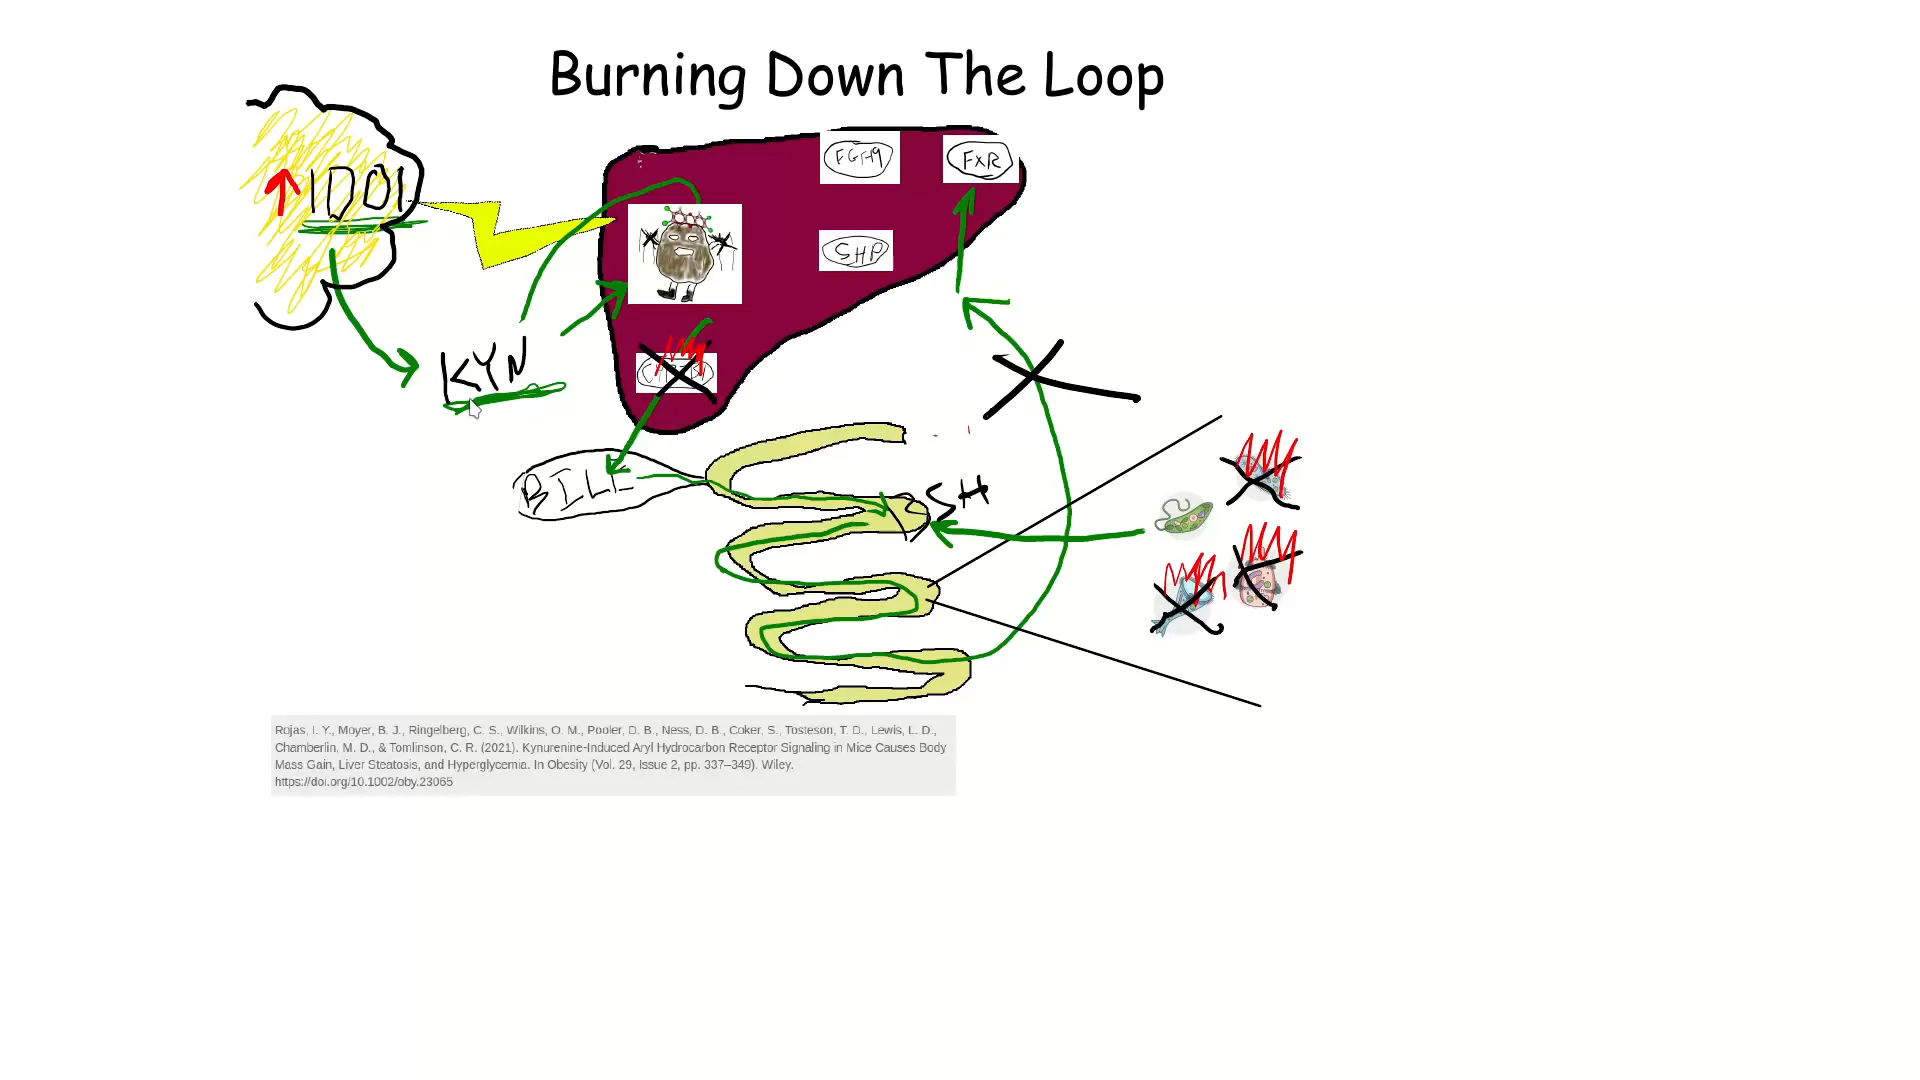 Burning Down The Loop
FXR
IDO1
SHP
KYN
BILE
SH
Rojas, I. Y., Moyer, B. J., Ringelberg, C. S., Wilkins, O. M., Pooler, D. B., Ness, D. B., Coker, S., Tosteson, T. D., Lewis, L. D.,
Chamberlin, M. D., & Tomlinson, C. R. (2021). Kynurenine-Induced Aryl Hydrocarbon Receptor Signaling in Mice Causes Body
Mass Gain, Liver Steatosis, and Hyperglycemia. In Obesity (Vol. 29, Issue 2, pp. 337–349). Wiley.
https://doi.org/10.1002/oby.23065